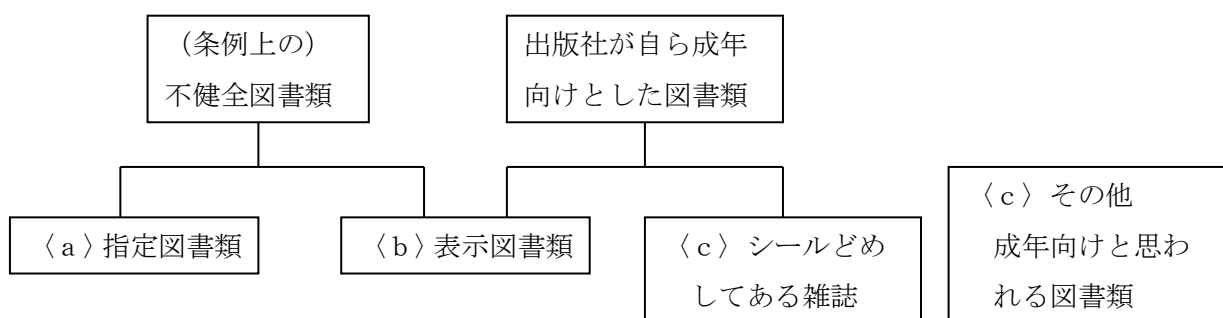 (条例上の)
不健全図書類
出版社が自ら成年
向けとした図書類
〈a〉指定図書類
〈b〉表示図書類
〈c〉シールどめ
してある雑誌
〈c〉その他
成年向けと思わ
れる図書類